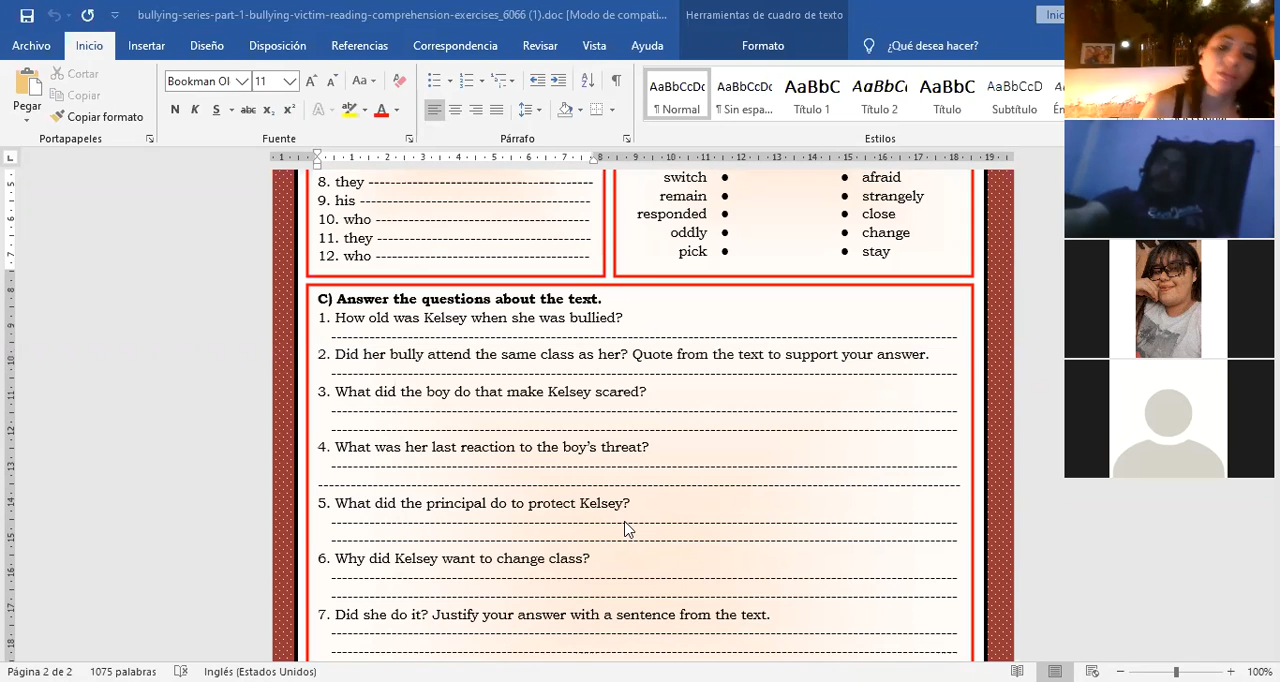 bullying-series-part-1-bullying-victim-reading-comprehension-exercises_6066 (1).doc [Modo de compati...
Herramientas de cuadro de texto
Inic
Archivo Inicio Insertar Diseño Disposición Referencias Correspondencia Revisar Vista Ayuda Formato ¿Qué desea hacer?
Pegar
Cortar
Copiar
Copiar formato
Portapapeles
Bookman Ol 11
Aa
N K S abc x₂ x²
A A
Fuente
Párrafo
AaBbCcDc AaBbCcDc AaBbC AaBbCc AaBbC AaBbCcD
¶ Normal ¶ Sin espa... Título 1 Título 2 Título Subtítulo
Estilos
8. they ------------------------------------
9. his ------------------------------------
10. who ----------------------------------
11. they ----------------------------------
12. who ----------------------------------
switch • • afraid
remain • • strangely
responded • • close
oddly • • change
pick • • stay
C) Answer the questions about the text.
1. How old was Kelsey when she was bullied?
2. Did her bully attend the same class as her? Quote from the text to support your answer.
3. What did the boy do that make Kelsey scared?
4. What was her last reaction to the boy's threat?
5. What did the principal do to protect Kelsey?
6. Why did Kelsey want to change class?
7. Did she do it? Justify your answer with a sentence from the text.
Página 2 de 2 1075 palabras Inglés (Estados Unidos) 100%